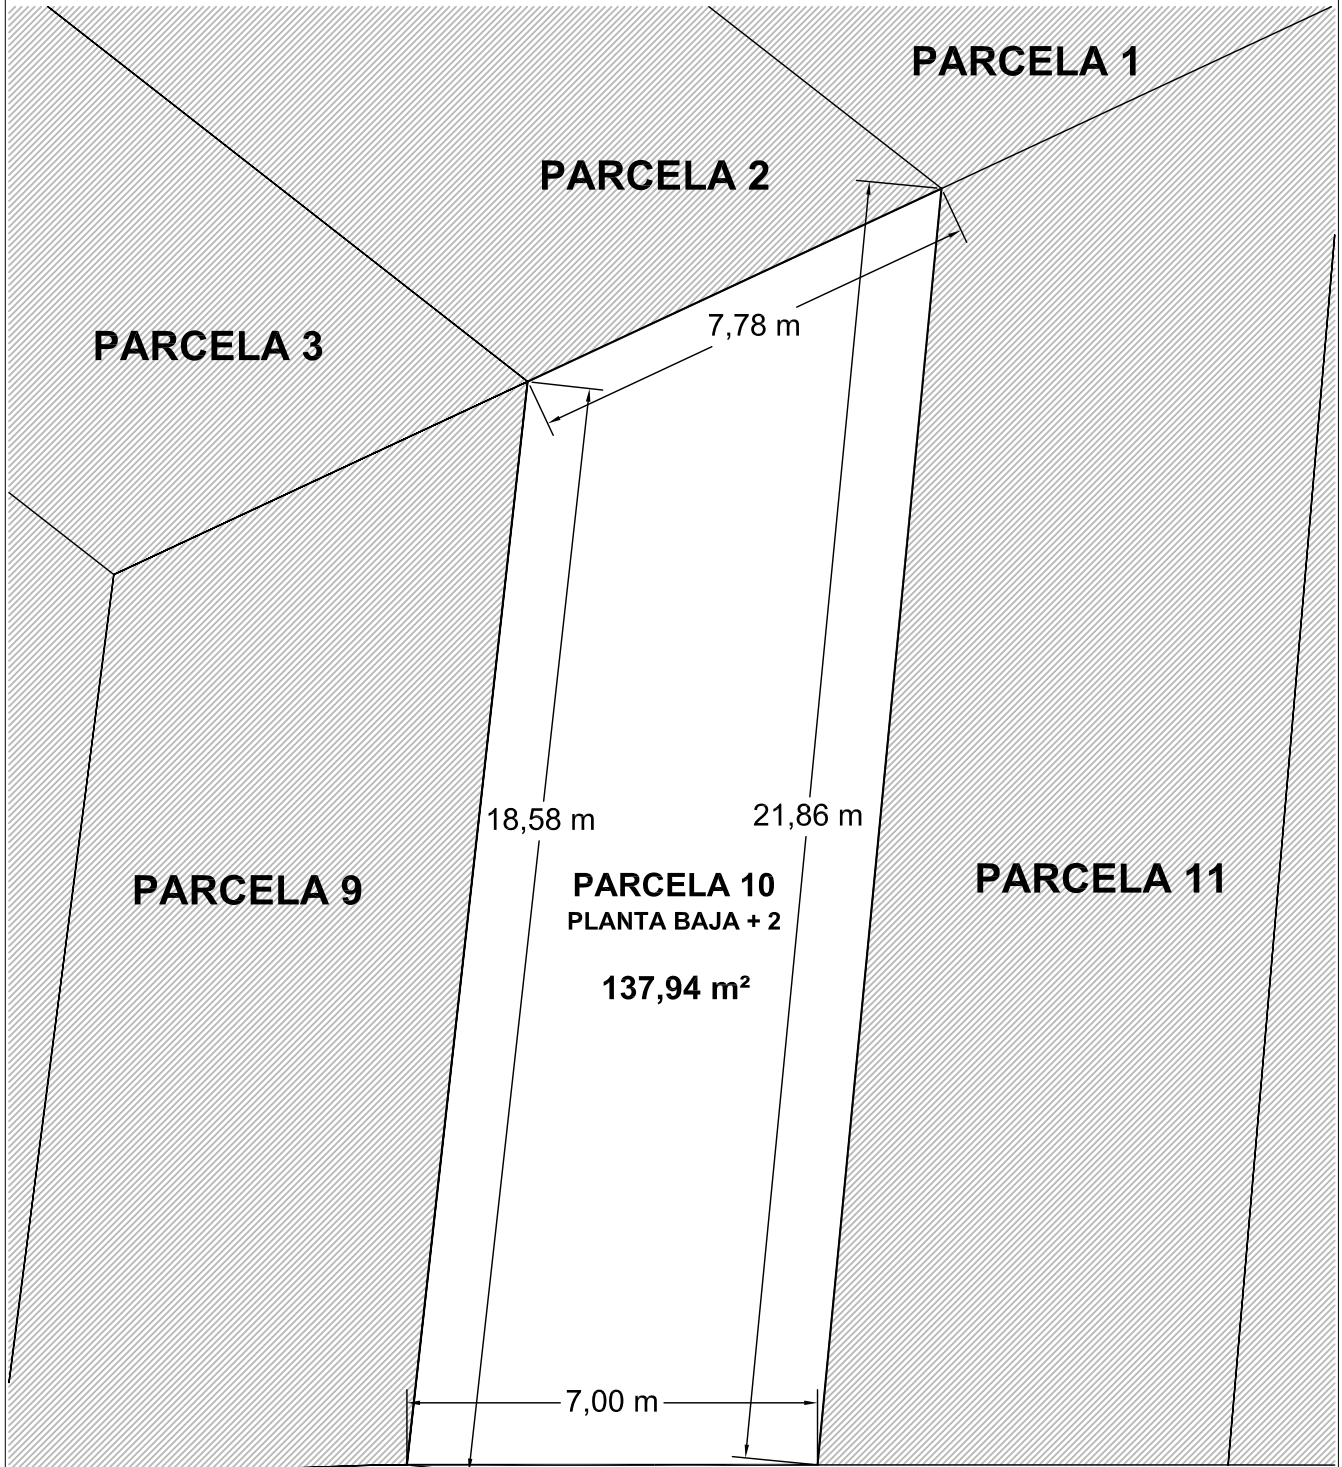 PARCELA 1
PARCELA 2
7,78 m
PARCELA 3
18,58 m
21,86 m
PARCELA 9
PARCELA 10
PLANTA BAJA + 2
137,94 m²
PARCELA 11
7,00 m